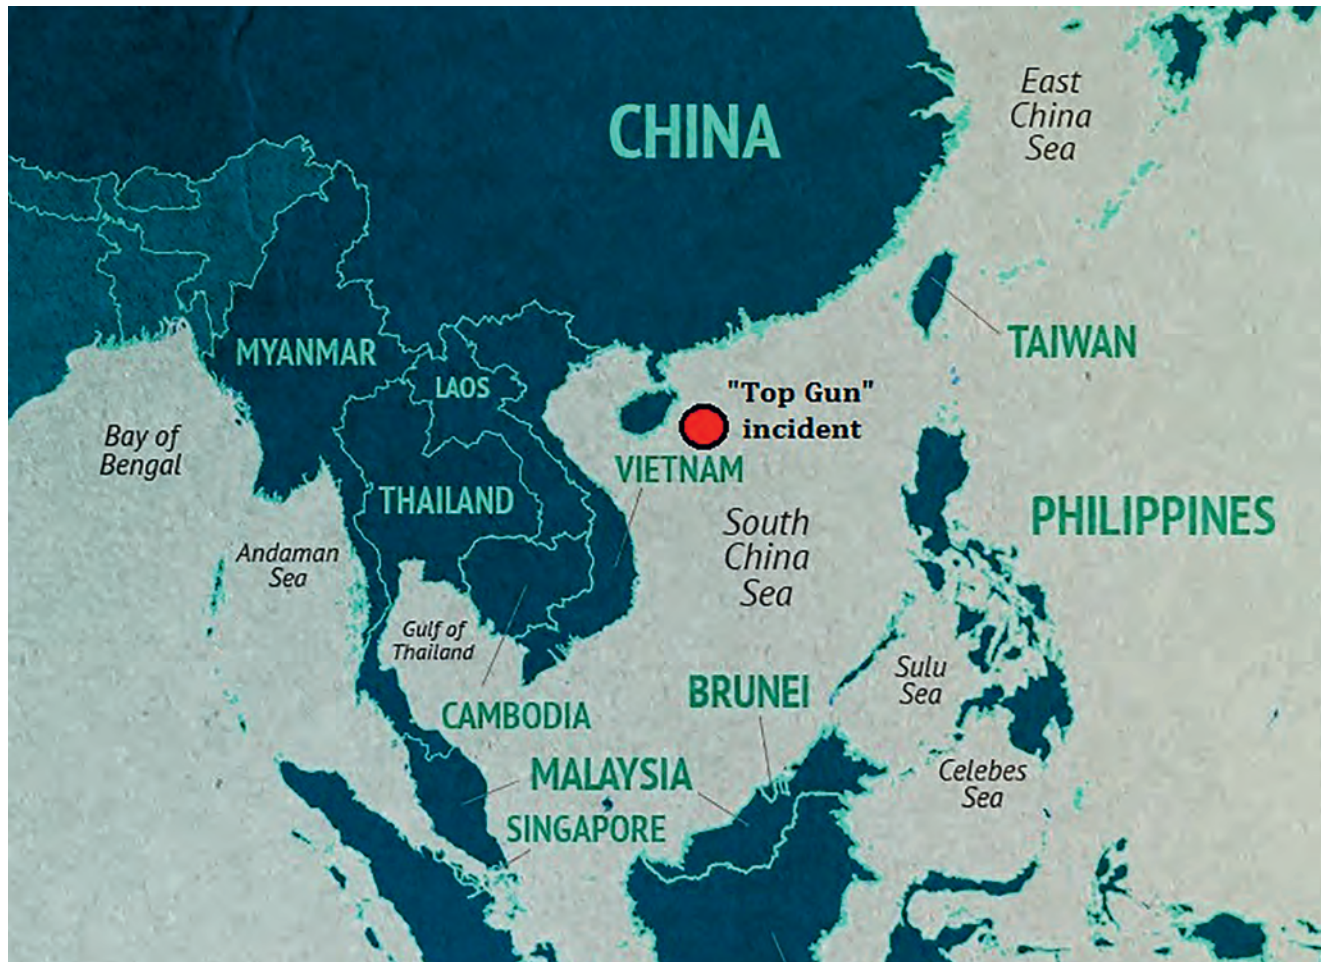 East
China
Sea
CHINA
TAIWAN
MYANMAR
LAOS
"Top Gun"
incident
Bay of
Bengal
VIETNAM
THAILAND
South
China
Sea
PHILIPPINES
Andaman
Sea
Gulf of
Thailand
Sulu
Sea
BRUNEI
CAMBODIA
MALAYSIA
Celebes
Sea
SINGAPORE